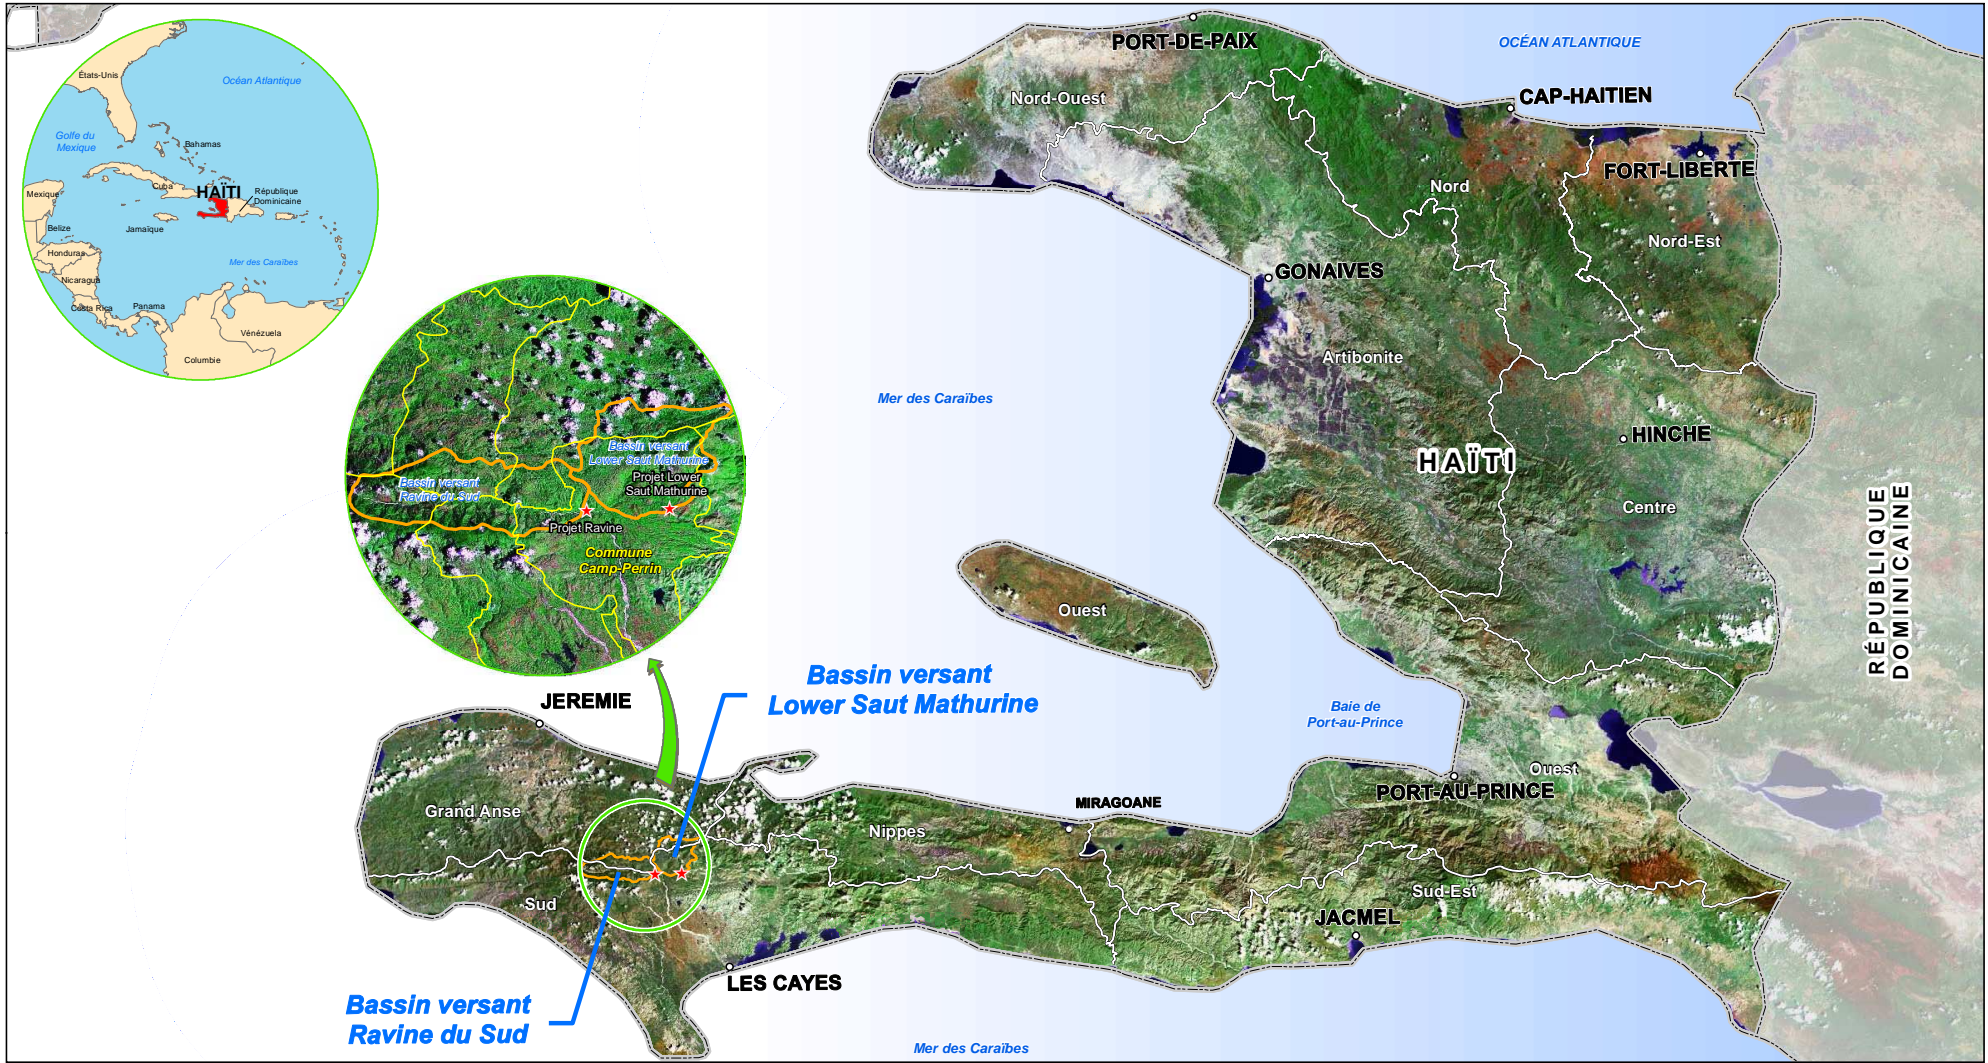 États-Unis
Océan Atlantique
Golfe du
Mexique
Bahamas
Mexique
Cuba
HAÏTI
République
Dominicaine
Belize
Jamaïque
Honduras
Mer des Caraïbes
Nicaragua
Costa Rica
Panama
Vénézuela
Columbie
PORT-DE-PAIX
OCÉAN ATLANTIQUE
Nord-Ouest
CAP-HAITIEN
FORT-LIBERTE
Nord
Nord-Est
GONAIVES
Artibonite
Mer des Caraïbes
HINCHE
HAÏTI
Centre
RÉPUBLIQUE
DOMINICAINE
Bassin versant
Lower Saut Mathurine
Bassin versant
Ravine du Sud
Projet Lower
Saut Mathurine
Projet Ravine
Commune
Camp-Perrin
Ouest
Bassin versant
Lower Saut Mathurine
JEREMIE
Baie de
Port-au-Prince
Ouest
PORT-AU-PRINCE
MIRAGOANE
Grand Anse
Nippes
Sud-Est
Sud
JACMEL
LES CAYES
Bassin versant
Ravine du Sud
Mer des Caraïbes